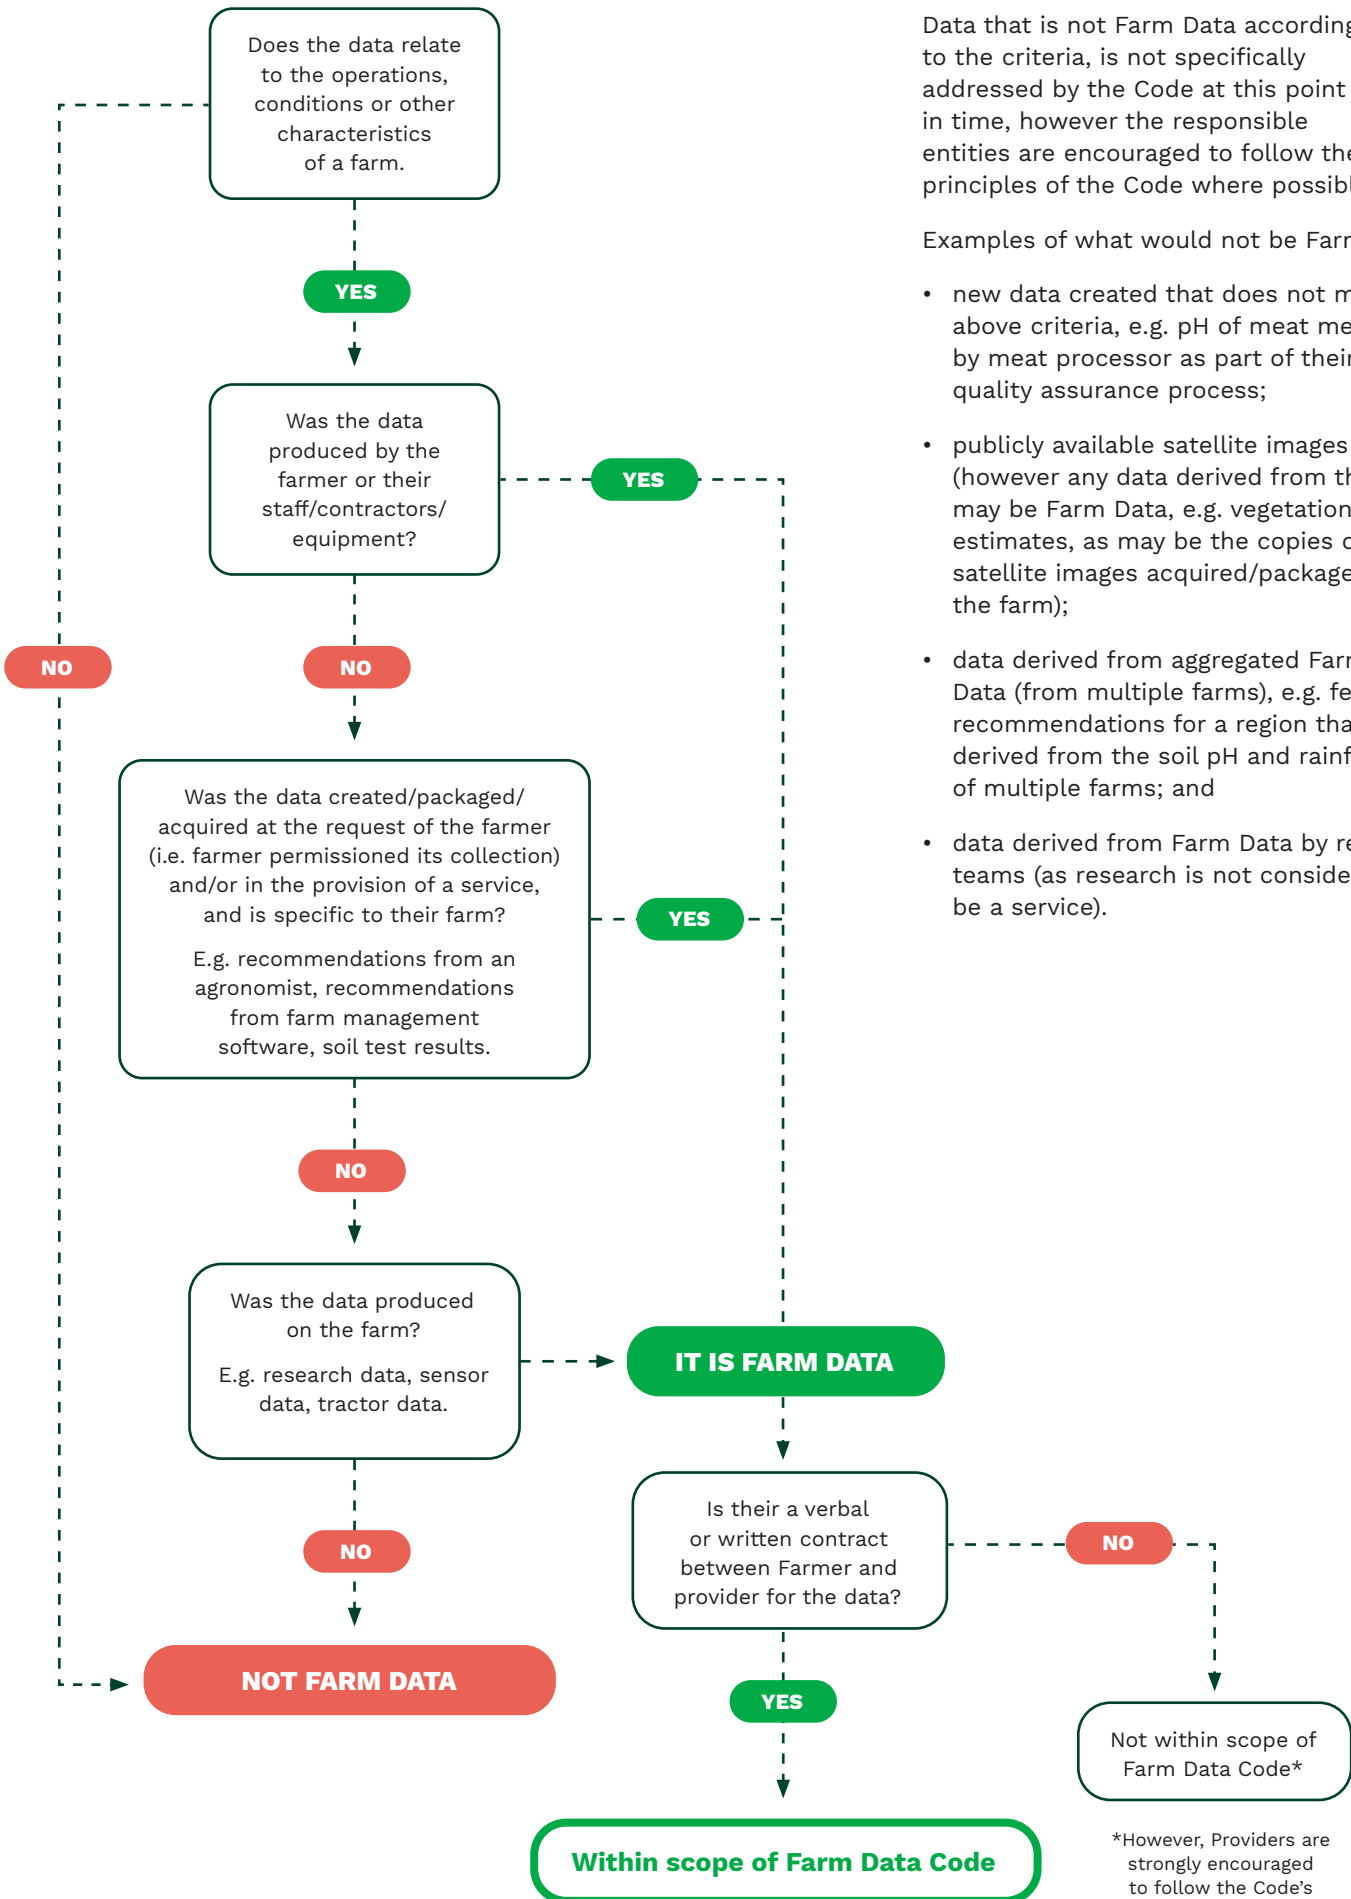 Does the data relate
to the operations,
conditions or other
characteristics
of a farm.
YES
Was the data
produced by the
farmer or their
staff/contractors/
equipment?
YES
NO
NO
Was the data created/packaged/
acquired at the request of the farmer
(i.e. farmer permissioned its collection)
and/or in the provision of a service,
and is specific to their farm?
E.g. recommendations from an
agronomist, recommendations
from farm management
software, soil test results.
YES
NO
Was the data produced
on the farm?
E.g. research data, sensor
data, tractor data.
IT IS FARM DATA
NO
NOT FARM DATA
Is their a verbal
or written contract
between Farmer and
provider for the data?
NO
YES
Not within scope of
Farm Data Code*
Within scope of Farm Data Code
*However, Providers are
strongly encouraged
to follow the Code's
Data that is not Farm Data according
to the criteria, is not specifically
addressed by the Code at this point
in time, however the responsible
entities are encouraged to follow the
principles of the Code where
Examples of what would not be
• new data created that does not
above criteria, e.g. pH of meat
by meat processor as part of their
quality assurance process;
• publicly available satellite images
(however any data derived from
may be Farm Data, e.g. vegetation
estimates, as may be the copies
satellite images
the farm);
• data derived from aggregated
Data (from multiple farms), e.g.
recommendations for a region
derived from the soil pH and
of multiple farms; and
• data derived from Farm Data by
teams (as research is not
be a service).